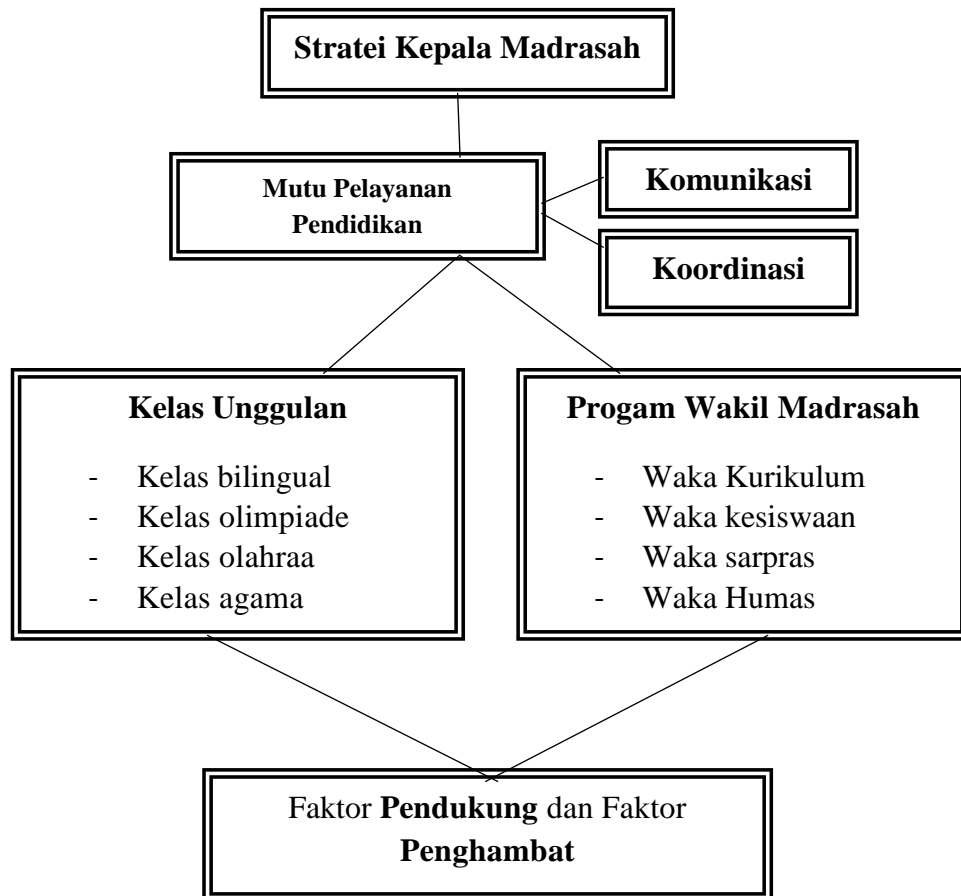 Stratei Kepala Madrasah
Mutu Pelayanan
Pendidikan
Komunikasi
Koordinasi
Kelas Unggulan
- Kelas bilingual
- Kelas olimpiade
- Kelas olahraa
- Kelas agama
Progam Wakil Madrasah
- Waka Kurikulum
- Waka kesiswaan
- Waka sarpras
- Waka Humas
Faktor Pendukung dan Faktor
Penghambat